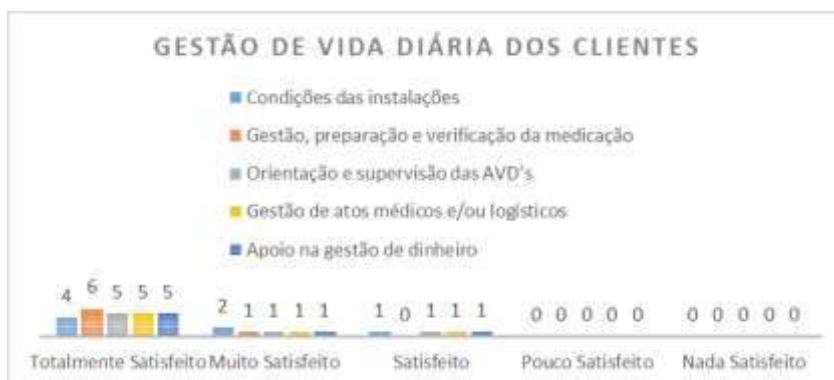 GESTÃO DE VIDA DIÁRIA DOS CLIENTES
Condições das instalações
Gestão, preparação e verificação da medicação
Orientação e supervisão das AVD's
Gestão de atos médicos e/ou logísticos
Apoio na gestão de dinheiro
4 6 5 5 5 2 1 1 1 1 1 0 1 1 1 0 0 0 0 0 0 0 0 0 0
Totalmente Satisfeito Muito Satisfeito Satisfeito Pouco Satisfeito Nada Satisfeito